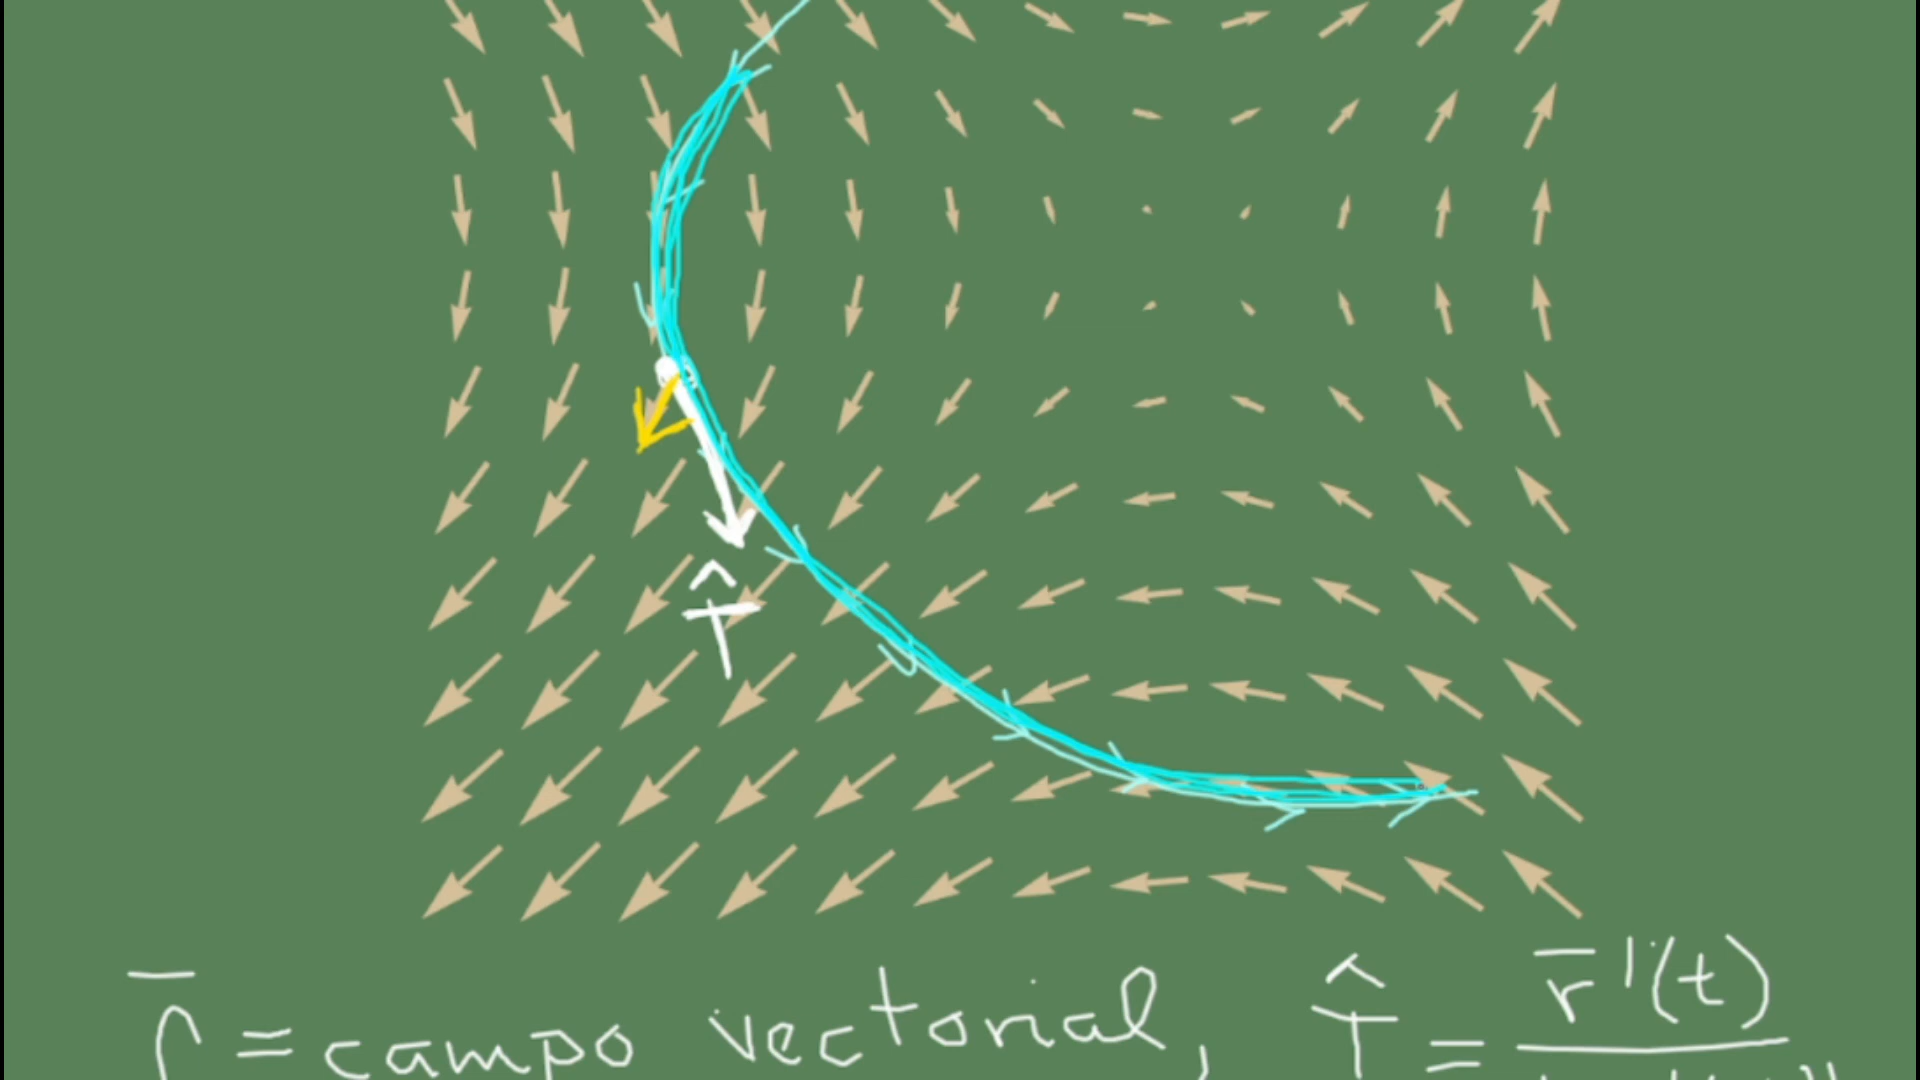 T̂
r̄'(t)
= campo vectorial, T̂ =